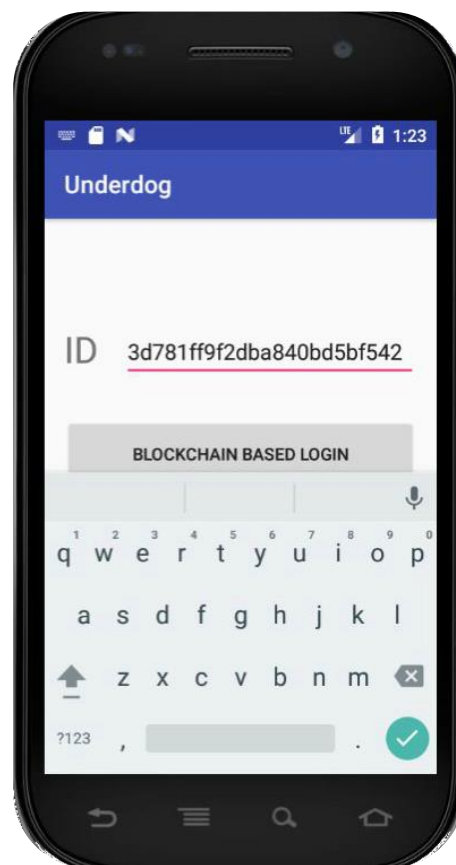 LTE 1:23
Underdog
ID 3d781ff9f2dba840bd5bf542
BLOCKCHAIN BASED LOGIN
1 2 3 4 5 6 7 8 9 0
q w e r t y u i o p
a s d f g h j k l
z x c v b n m
?123 , .